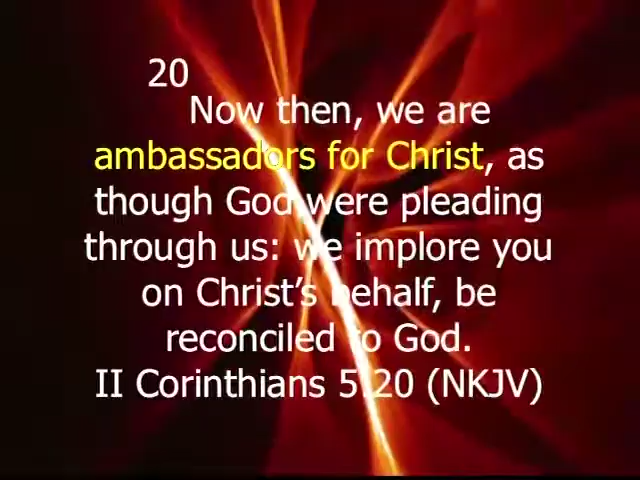 20
Now then, we are
ambassadors for Christ, as
though God were pleading
through us: we implore you
on Christ's behalf, be
reconciled to God.
II Corinthians 5:20 (NKJV)